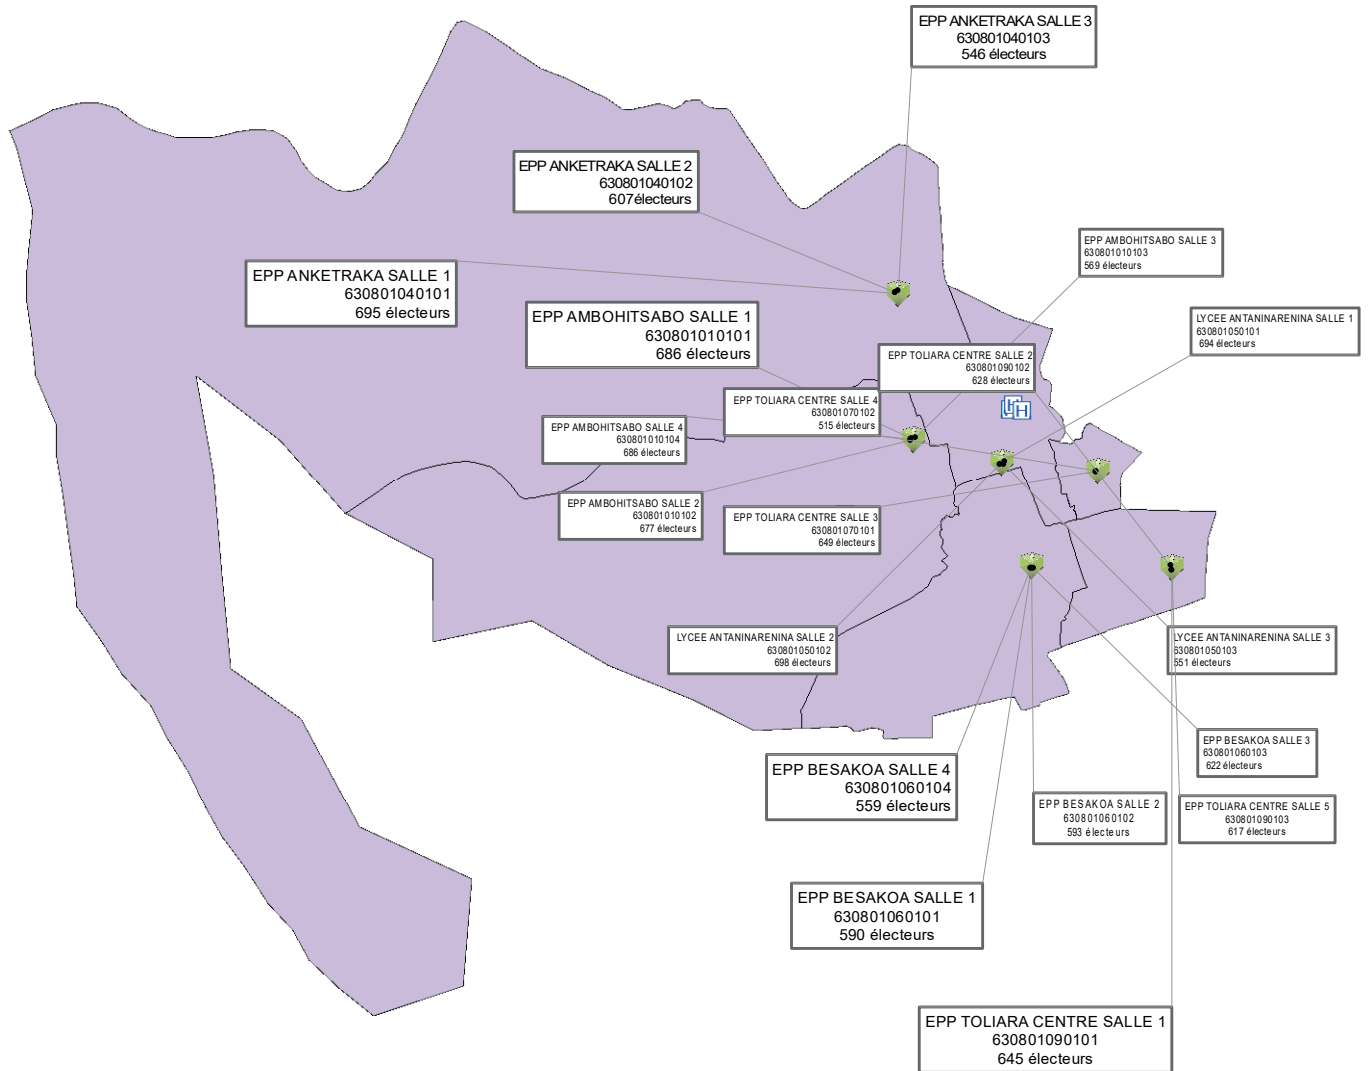 EPP ANKETRAKA SALLE 3
630801040103
546 électeurs
EPP ANKETRAKA SALLE 2
630801040102
607électeurs
EPP AMBOHITSABO SALLE 3
630801010103
569 électeurs
EPP ANKETRAKA SALLE 1
630801040101
695 électeurs
EPP AMBOHITSABO SALLE 1
630801010101
686 électeurs
LYCEE ANTANINARENINA SALLE 1
630801050101
694 électeurs
EPP TOLIARA CENTRE SALLE 2
630801090102
628 électeurs
EPP TOLIARA CENTRE SALLE 4
630801070102
515 électeurs
H
EPP AMBOHITSABO SALLE 4
630801010104
686 électeurs
EPP AMBOHITSABO SALLE 2
630801010102
677 électeurs
EPP TOLIARA CENTRE SALLE 3
630801070101
649 électeurs
LYCEE ANTANINARENINA SALLE 2
630801050102
698 électeurs
LYCEE ANTANINARENINA SALLE 3
630801050103
551 électeurs
EPP BESAKOA SALLE 3
630801060103
622 électeurs
EPP BESAKOA SALLE 4
630801060104
559 électeurs
EPP BESAKOA SALLE 2
630801060102
593 électeurs
EPP TOLIARA CENTRE SALLE 5
630801090103
617 électeurs
EPP BESAKOA SALLE 1
630801060101
590 électeurs
EPP TOLIARA CENTRE SALLE 1
630801090101
645 électeurs